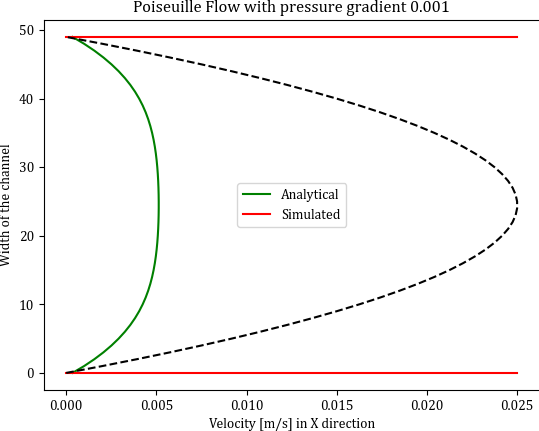 Poiseuille Flow with pressure gradient 0.001
50
40
30
20
10
0
Width of the channel
Analytical
Simulated
0.000 0.005 0.010 0.015 0.020 0.025
Velocity [m/s] in X direction